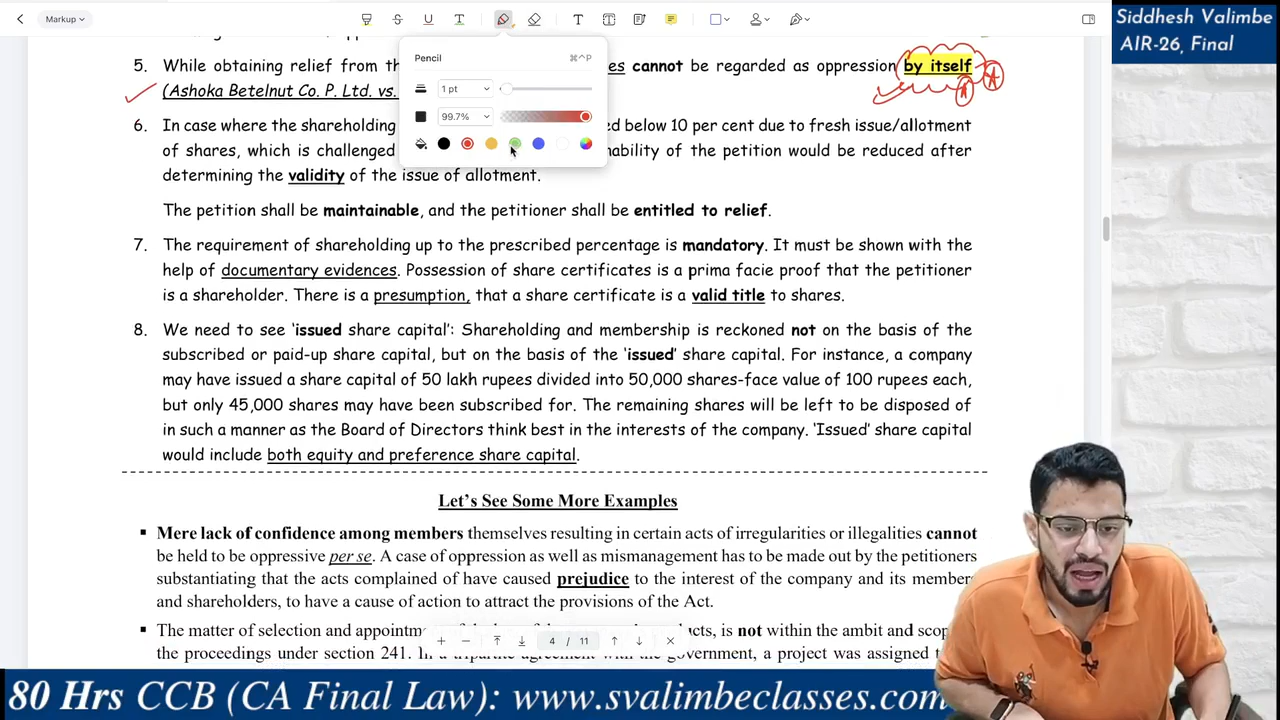 Markup
Siddhesh Valimbe
AIR-26, Final
Pencil ⌘^P
1 pt
99.7%
5. While obtaining relief from th cannot be regarded as oppression by itself
(Ashoka Betelnut Co. P. Ltd. vs.
6. In case where the shareholding ed below 10 per cent due to fresh issue/allotment
of shares, which is challenged nability of the petition would be reduced after
determining the validity of the issue of allotment.
The petition shall be maintainable, and the petitioner shall be entitled to relief.
7. The requirement of shareholding up to the prescribed percentage is mandatory. It must be shown with the
help of documentary evidences. Possession of share certificates is a prima facie proof that the petitioner
is a shareholder. There is a presumption, that a share certificate is a valid title to shares.
8. We need to see ‘issued share capital’: Shareholding and membership is reckoned not on the basis of the
subscribed or paid-up share capital, but on the basis of the ‘issued’ share capital. For instance, a company
may have issued a share capital of 50 lakh rupees divided into 50,000 shares-face value of 100 rupees each,
but only 45,000 shares may have been subscribed for. The remaining shares will be left to be disposed of
in such a manner as the Board of Directors think best in the interests of the company. ‘Issued’ share capital
would include both equity and preference share capital.
Let’s See Some More Examples
▪ Mere lack of confidence among members themselves resulting in certain acts of irregularities or illegalities cannot
be held to be oppressive per se. A case of oppression as well as mismanagement has to be made out by the petitioners
substantiating that the acts complained of have caused prejudice to the interest of the company and its members
and shareholders, to have a cause of action to attract the provisions of the Act.
▪ The matter of selection and appointm ucts, is not within the ambit and scop
4 / 11
the proceedings under section 241. In a tripartite agreement with the government, a project was assigned t
80 Hrs CCB (CA Final Law): www.svalimbeclasses.com